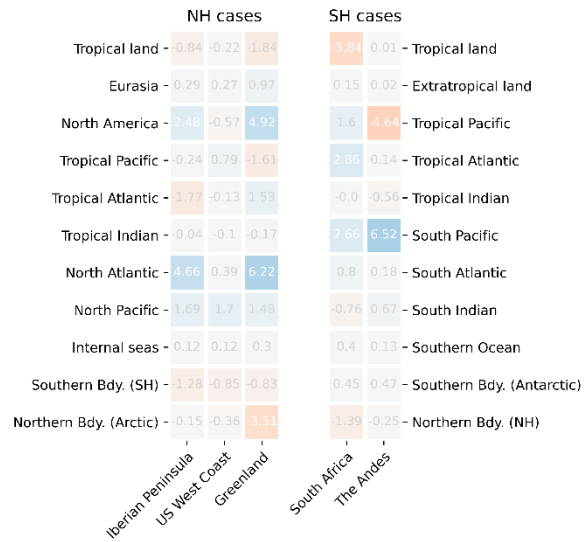 NH cases SH cases
Tropical land -0.84 -0.22 -1.84 -3.84 0.01 Tropical land
Eurasia 0.29 0.27 0.97 0.15 0.02 Extratropical land
North America 2.48 -0.57 4.92 1.6 -4.64 Tropical Pacific
Tropical Pacific -0.24 0.79 -1.61 2.86 0.14 Tropical Atlantic
Tropical Atlantic -1.77 -0.13 1.53 -0.0 -0.56 Tropical Indian
Tropical Indian -0.04 -0.1 -0.17 2.66 6.52 South Pacific
North Atlantic 4.66 0.39 6.22 0.8 0.18 South Atlantic
North Pacific 1.69 1.7 1.48 -0.76 0.67 South Indian
Internal seas 0.12 0.12 0.3 0.4 0.13 Southern Ocean
Southern Bdy. (SH) -1.28 -0.85 -0.83 0.45 0.47 Southern Bdy. (Antarctic)
Northern Bdy. (Arctic) -0.15 -0.36 -3.51 -1.39 -0.25 Northern Bdy. (NH)
Iberian Peninsula US West Coast Greenland South Africa The Andes